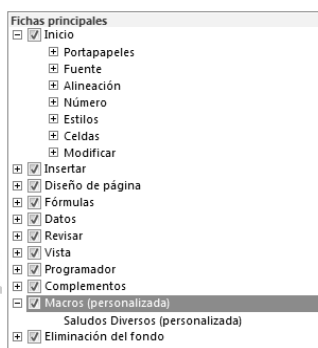 Fichas principales
Inicio
Portapapeles
Fuente
Alineación
Número
Estilos
Celdas
Modificar
Insertar
Diseño de página
Fórmulas
Datos
Revisar
Vista
Programador
Complementos
Macros (personalizada)
Saludos Diversos (personalizada)
Eliminación del fondo